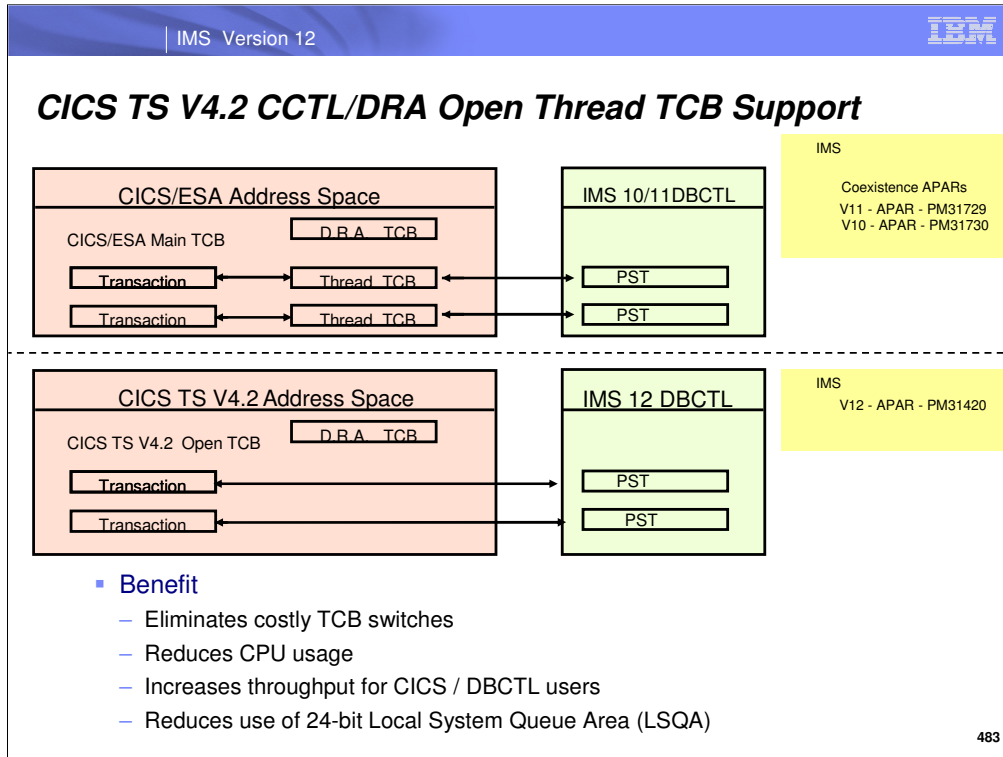 IMS Version 12
IBM
CICS TS V4.2 CCTL/DRA Open Thread TCB Support
IMS
Coexistence APARs
V11 - APAR - PM31729
V10 - APAR - PM31730
CICS/ESA Address Space
CICS/ESA Main TCB
D.R.A. TCB
Transaction
Thread TCB
Transaction
Thread TCB
IMS 10/11DBCTL
PST
PST
CICS TS V4.2 Address Space
CICS TS V4.2 Open TCB
D.R.A. TCB
Transaction
Transaction
IMS 12 DBCTL
PST
PST
IMS
V12 - APAR - PM31420
Benefit
– Eliminates costly TCB switches
– Reduces CPU usage
– Increases throughput for CICS / DBCTL users
– Reduces use of 24-bit Local System Queue Area (LSQA)
483